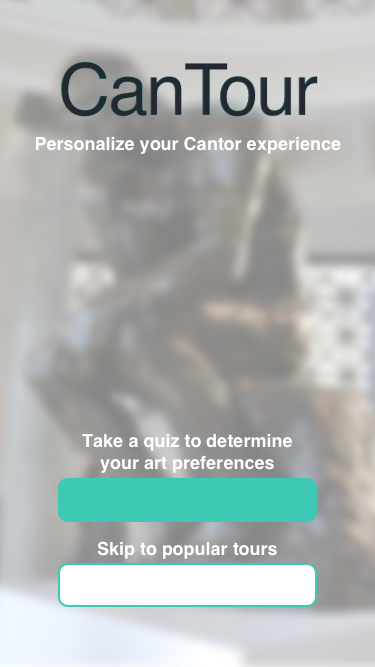 CanTour
Personalize your Cantor experience
Take a quiz to determine
your art preferences
Skip to popular tours